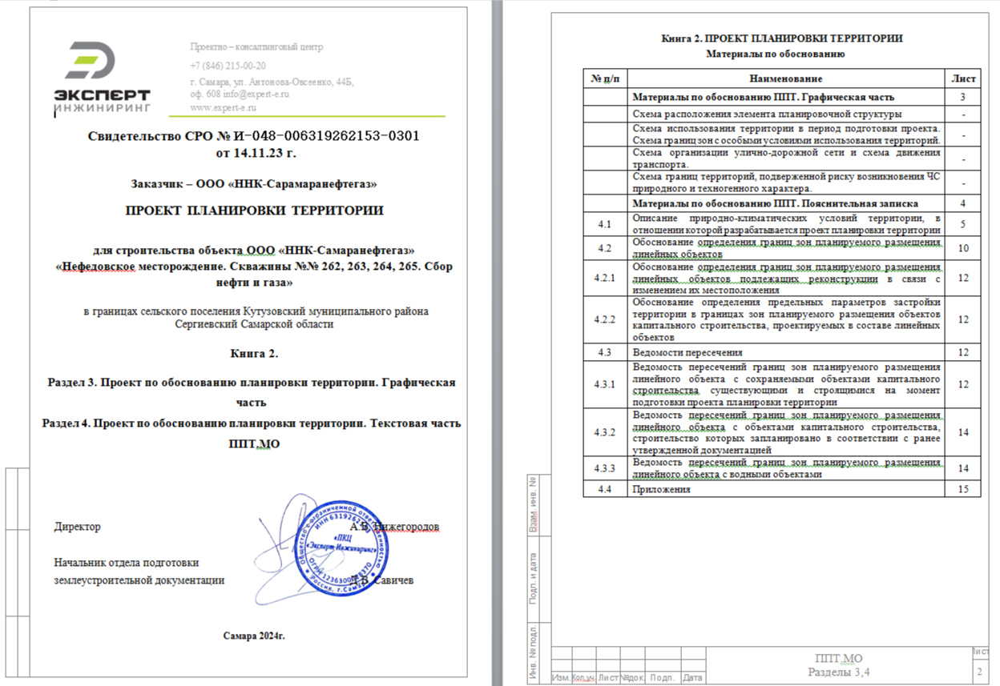 ЭКСПЕРТ
ИНЖИНИРИНГ
Проектно – консалтинговый центр
+7 (846) 215-00-20
г. Самара, ул. Антонова-Овсеенко, 44Б,
оф. 608 info@expert-e.ru
www.expert-e.ru
Свидетельство СРО № И-048-006319262153-0301
от 14.11.23 г.
Заказчик – ООО «ННК-Сарамаранефтегаз»
ПРОЕКТ ПЛАНИРОВКИ ТЕРРИТОРИИ
для строительства объекта ООО «ННК-Самаранефтегаз»
«Нефедовское месторождение. Скважины №№ 262, 263, 264, 265. Сбор
нефти и газа»
в границах сельского поселения Кутузовский муниципального района
Сергиевский Самарской области
Книга 2.
Раздел 3. Проект по обоснованию планировки территории. Графическая
часть
Раздел 4. Проект по обоснованию планировки территории. Текстовая часть
ППТ.МО
Директор
А.В. Нижегородов
Начальник отдела подготовки
землеустроительной документации
Д.В. Савичев
Общество с ограниченной ответственностью
«ПКЦ
«Эксперт Инжиниринг»
Россия, г.Самара
Самара 2024г.
Книга 2. ПРОЕКТ ПЛАНИРОВКИ ТЕРРИТОРИИ
Материалы по обоснованию
№ п/п Наименование Лист
Материалы по обоснованию ППТ. Графическая часть 3
Схема расположения элемента планировочной структуры -
Схема использования территории в период подготовки проекта.
Схема границ зон с особыми условиями использования территорий. -
Схема организации улично-дорожной сети и схема движения
транспорта. -
Схема границ территорий, подверженной риску возникновения ЧС
природного и техногенного характера. -
Материалы по обоснованию ППТ. Пояснительная записка 4
4.1 Описание природно-климатических условий территории, в
отношении которой разрабатывается проект планировки территории 5
4.2 Обоснование определения границ зон планируемого размещения
линейных объектов 10
4.2.1 Обоснование определения границ зон планируемого размещения
линейных объектов подлежащих реконструкции в связи с
изменением их местоположения 12
4.2.2 Обоснование определения предельных параметров застройки
территории в границах зон планируемого размещения объектов
капитального строительства, проектируемых в составе линейных
объектов 12
4.3 Ведомости пересечения 12
4.3.1 Ведомость пересечений границ зон планируемого размещения
линейного объекта с сохраняемыми объектами капитального
строительства существующими и строящимися на момент
подготовки проекта планировки территории 12
4.3.2 Ведомость пересечений границ зон планируемого размещения
линейного объекта с объектами капитального строительства,
строительство которых запланировано в соответствии с ранее
утвержденной документацией 14
4.3.3 Ведомость пересечений границ зон планируемого размещения
линейного объекта с водными объектами 14
4.4 Приложения 15
Взам. инв. №
Подп. и дата
Инв. № подл.
Изм. Кол.уч. Лист №док. Подп. Дата
ППТ.МО
Разделы 3,4
Лист
2